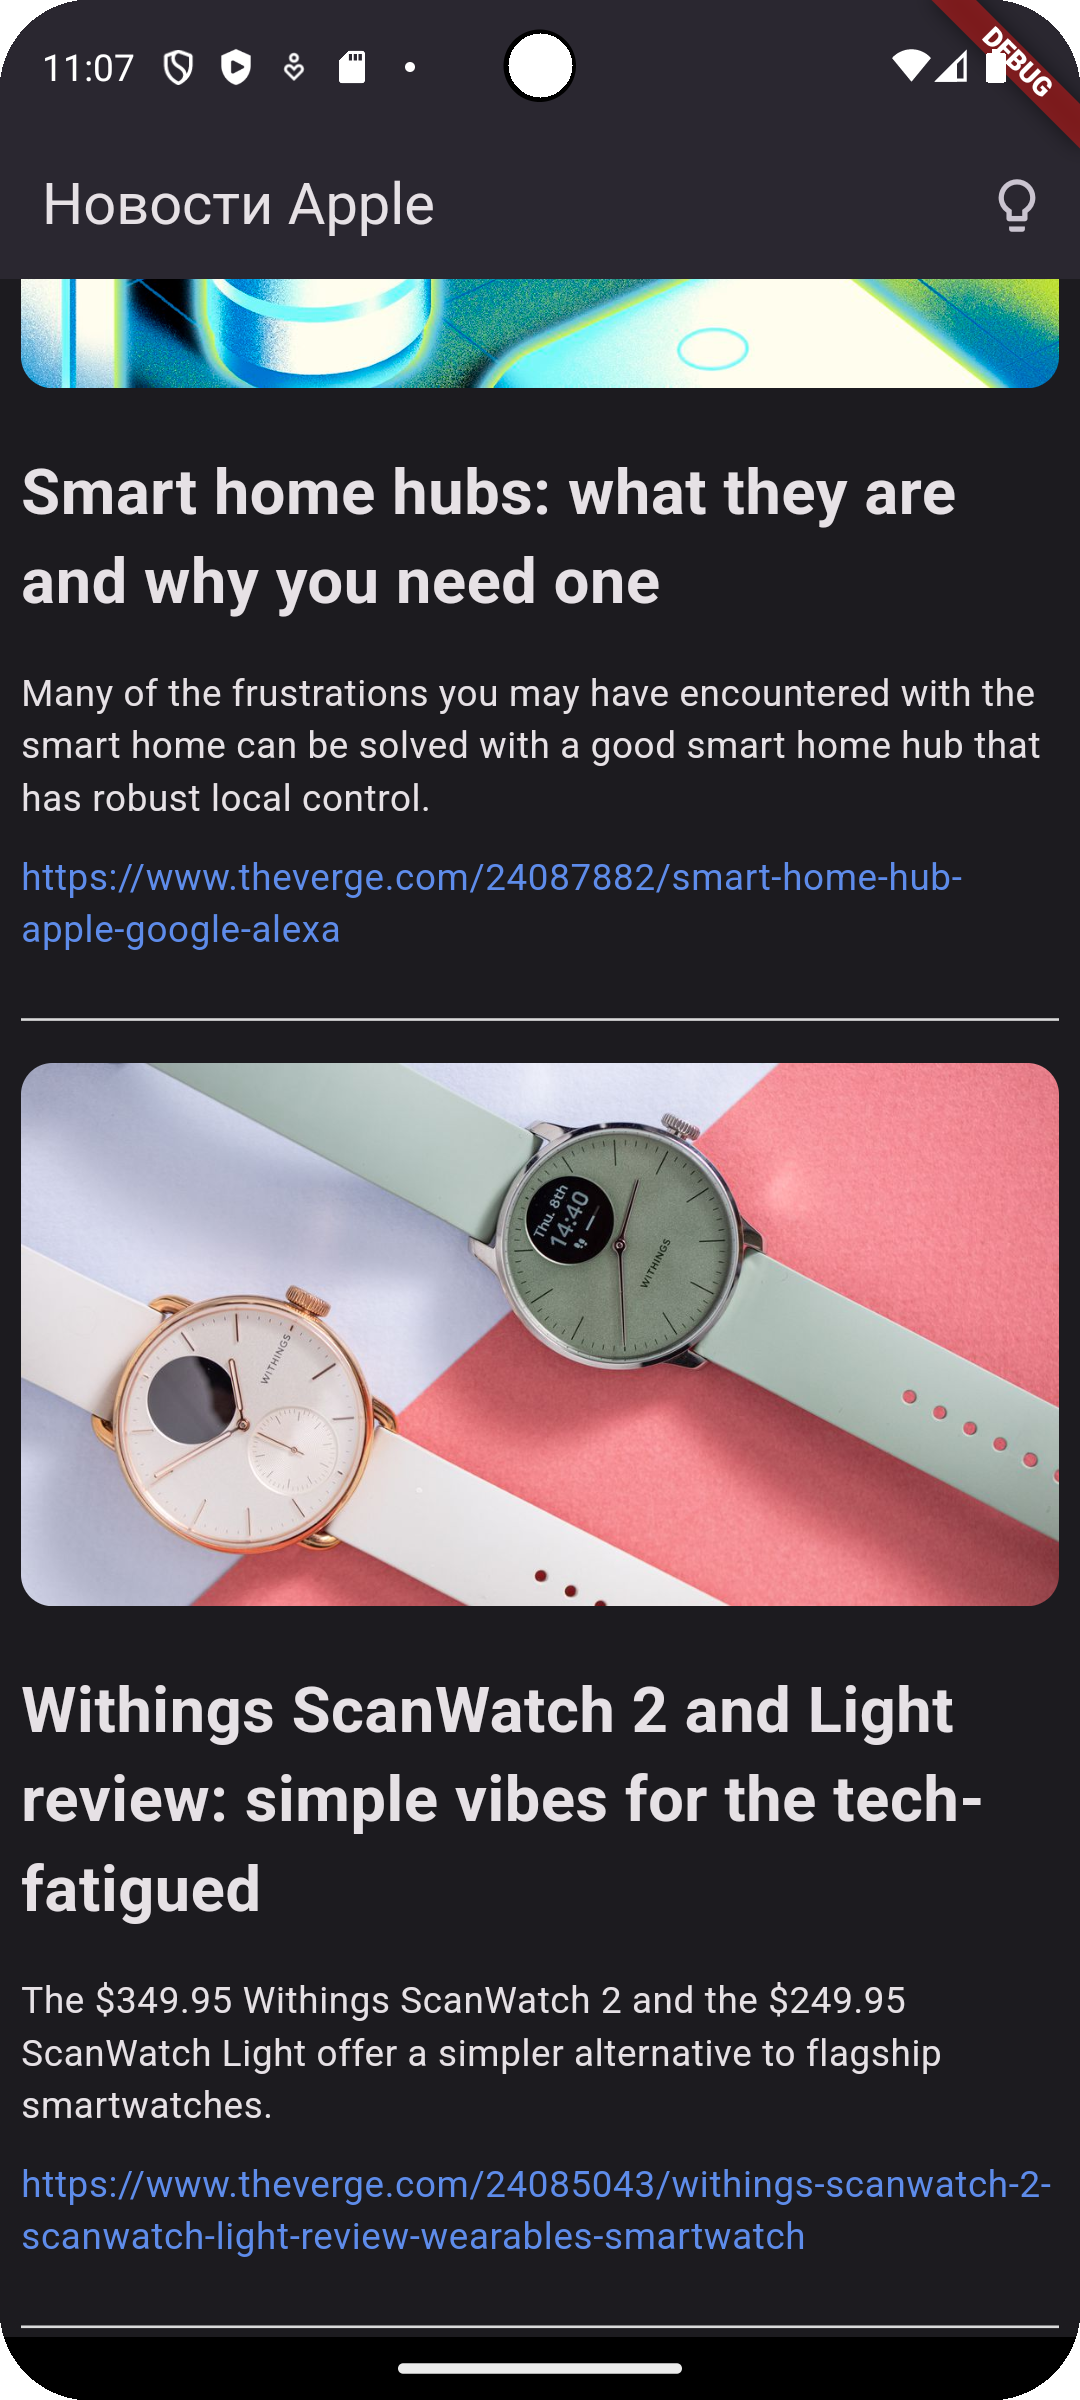 11:07
DEBUG
Новости Apple
Smart home hubs: what they are
and why you need one
Many of the frustrations you may have encountered with the
smart home can be solved with a good smart home hub that
has robust local control.
https://www.theverge.com/24087882/smart-home-hub-
apple-google-alexa
Thu. 8th
14:40
WITHINGS
WITHINGS
Withings ScanWatch 2 and Light
review: simple vibes for the tech-
fatigued
The $349.95 Withings ScanWatch 2 and the $249.95
ScanWatch Light offer a simpler alternative to flagship
smartwatches.
https://www.theverge.com/24085043/withings-scanwatch-2-
scanwatch-light-review-wearables-smartwatch